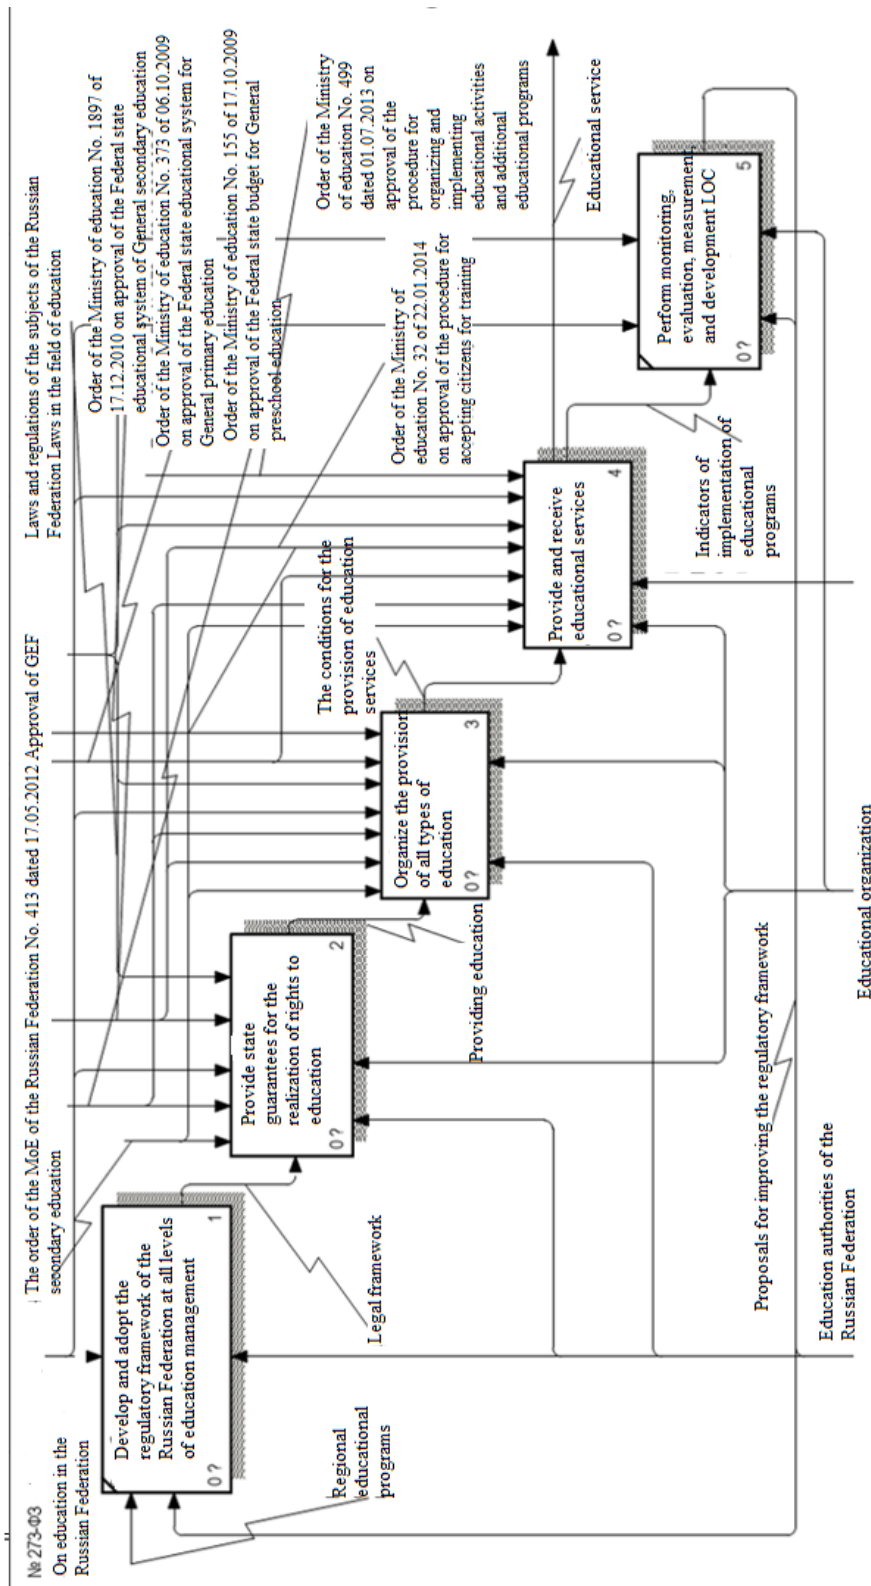 № 273-ФЗ
On education in the
Russian Federation
The order of the MoE of the Russian Federation No. 413 dated 17.05.2012 Approval of GEF
secondary education
Laws and regulations of the subjects of the Russian
Federation Laws in the field of education
Order of the Ministry of education No. 1897 of
17.12.2010 on approval of the Federal state
educational system of General secondary education
Order of the Ministry of education No. 373 of 06.10.2009
on approval of the Federal state educational system for
General primary education
Order of the Ministry of education No. 155 of 17.10.2009
on approval of the Federal state budget for General
preschool education
Order of the Ministry
of education No. 499
dated 01.07.2013 on
approval of the
procedure for
organizing and
implementing
educational activities
and additional
educational programs
Order of the Ministry of
education No. 32 of 22.01.2014
on approval of the procedure for
accepting citizens for training
Develop and adopt the
regulatory framework of the
Russian Federation at all levels
of education management
0?
1
Regional
educational
programs
Legal framework
Provide state
guarantees for the
realization of rights to
education
0?
2
Providing education
Organize the provision
of all types of
education
0?
3
The conditions for the
provision of education
services
Provide and receive
educational services
0?
4
Indicators of
implementation of
educational
programs
Perform monitoring,
evaluation, measurement,
and development LOC
0?
5
Educational service
Proposals for improving the regulatory framework
Education authorities of the
Russian Federation
Educational organization